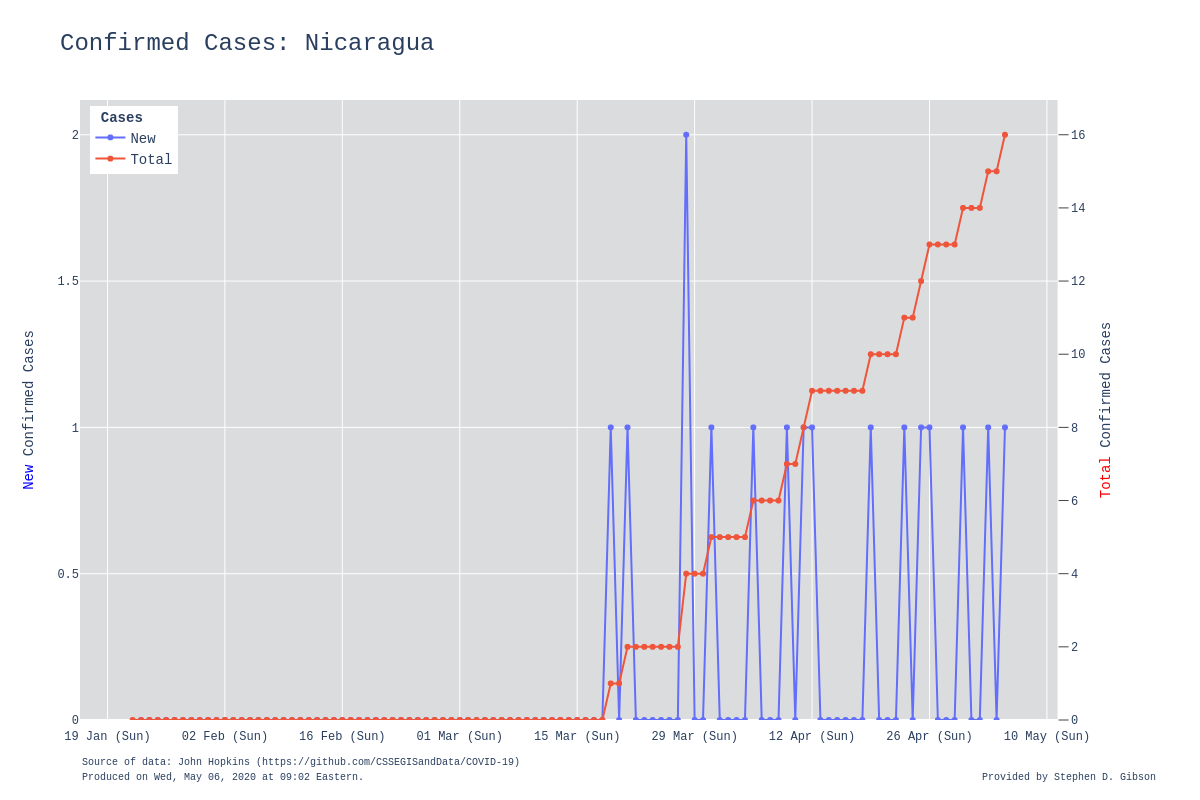 Confirmed Cases: Nicaragua
Cases
New
Total
2
1.5
1
0.5
0
16
14
12
10
8
6
4
2
0
New Confirmed Cases
Total Confirmed Cases
19 Jan (Sun) 02 Feb (Sun) 16 Feb (Sun) 01 Mar (Sun) 15 Mar (Sun) 29 Mar (Sun) 12 Apr (Sun) 26 Apr (Sun) 10 May (Sun)
Source of data: John Hopkins (https://github.com/CSSEGISandData/COVID-19)
Produced on Wed, May 06, 2020 at 09:02 Eastern.
Provided by Stephen D. Gibson